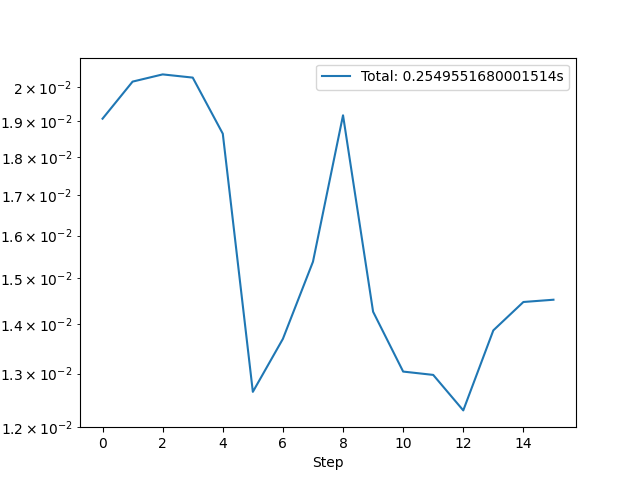 Total: 0.2549551680001514s
2 × 10⁻²
1.9 × 10⁻²
1.8 × 10⁻²
1.7 × 10⁻²
1.6 × 10⁻²
1.5 × 10⁻²
1.4 × 10⁻²
1.3 × 10⁻²
1.2 × 10⁻²
0 2 4 6 8 10 12 14
Step